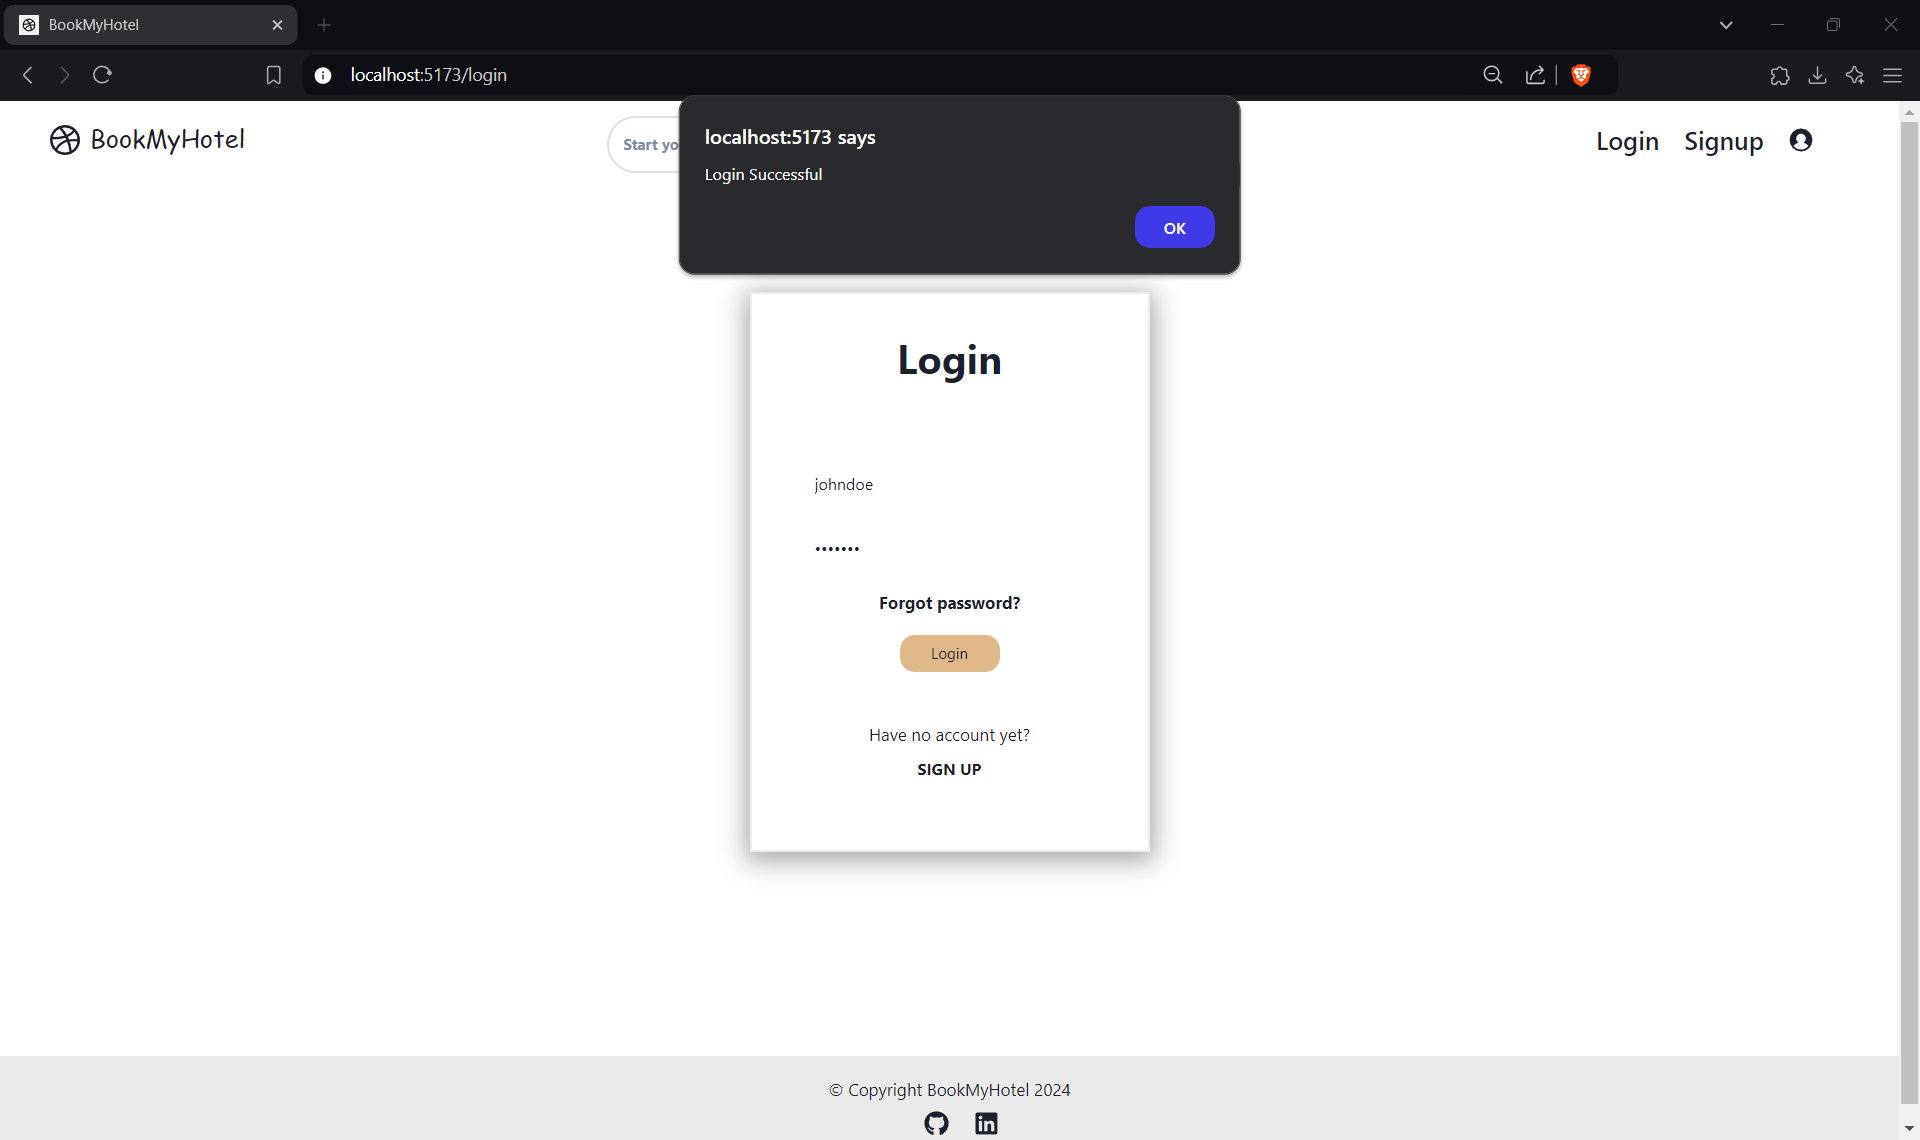 BookMyHotel
localhost:5173/login
BookMyHotel
Start yo
Login Signup
localhost:5173 says
Login Successful
OK
Login
johndoe
•••••••
Forgot password?
Login
Have no account yet?
SIGN UP
© Copyright BookMyHotel 2024
in